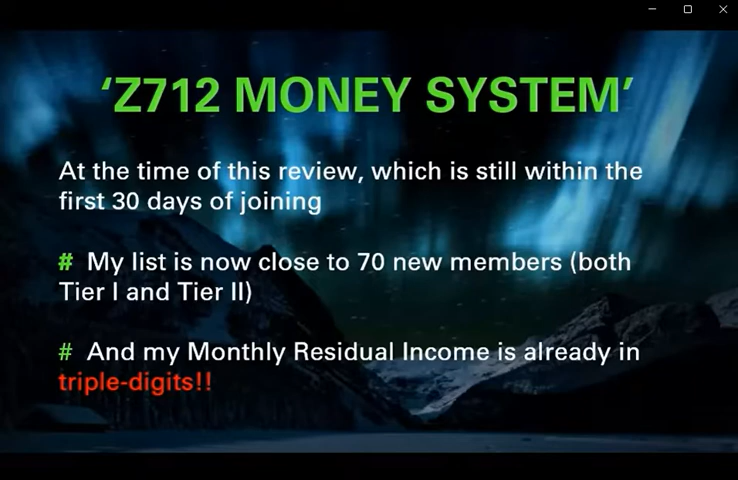 ‘Z712 MONEY SYSTEM’
At the time of this review, which is still within the
first 30 days of joining
# My list is now close to 70 new members (both
Tier I and Tier II)
# And my Monthly Residual Income is already in
triple-digits!!